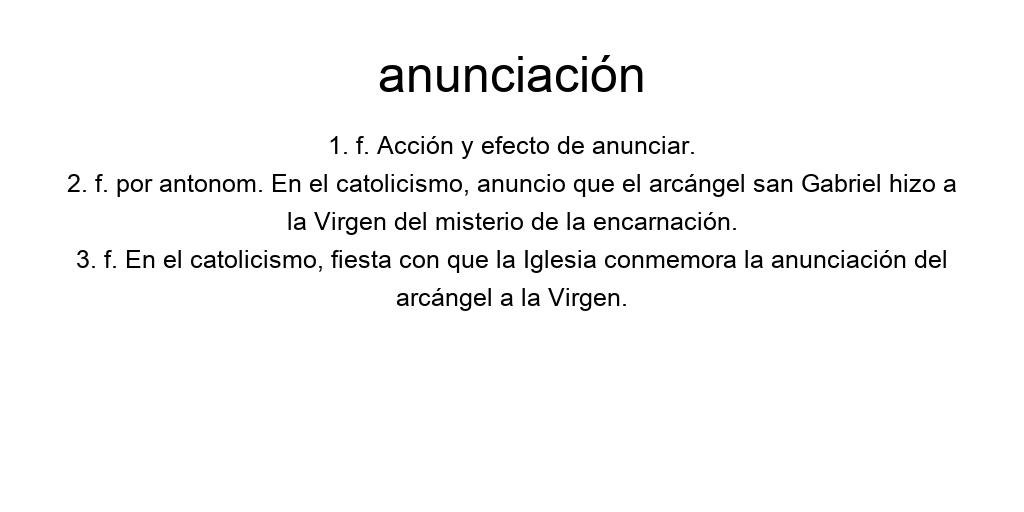 anunciación
1. f. Acción y efecto de anunciar.
2. f. por antonom. En el catolicismo, anuncio que el arcángel san Gabriel hizo a
la Virgen del misterio de la encarnación.
3. f. En el catolicismo, fiesta con que la Iglesia conmemora la anunciación del
arcángel a la Virgen.